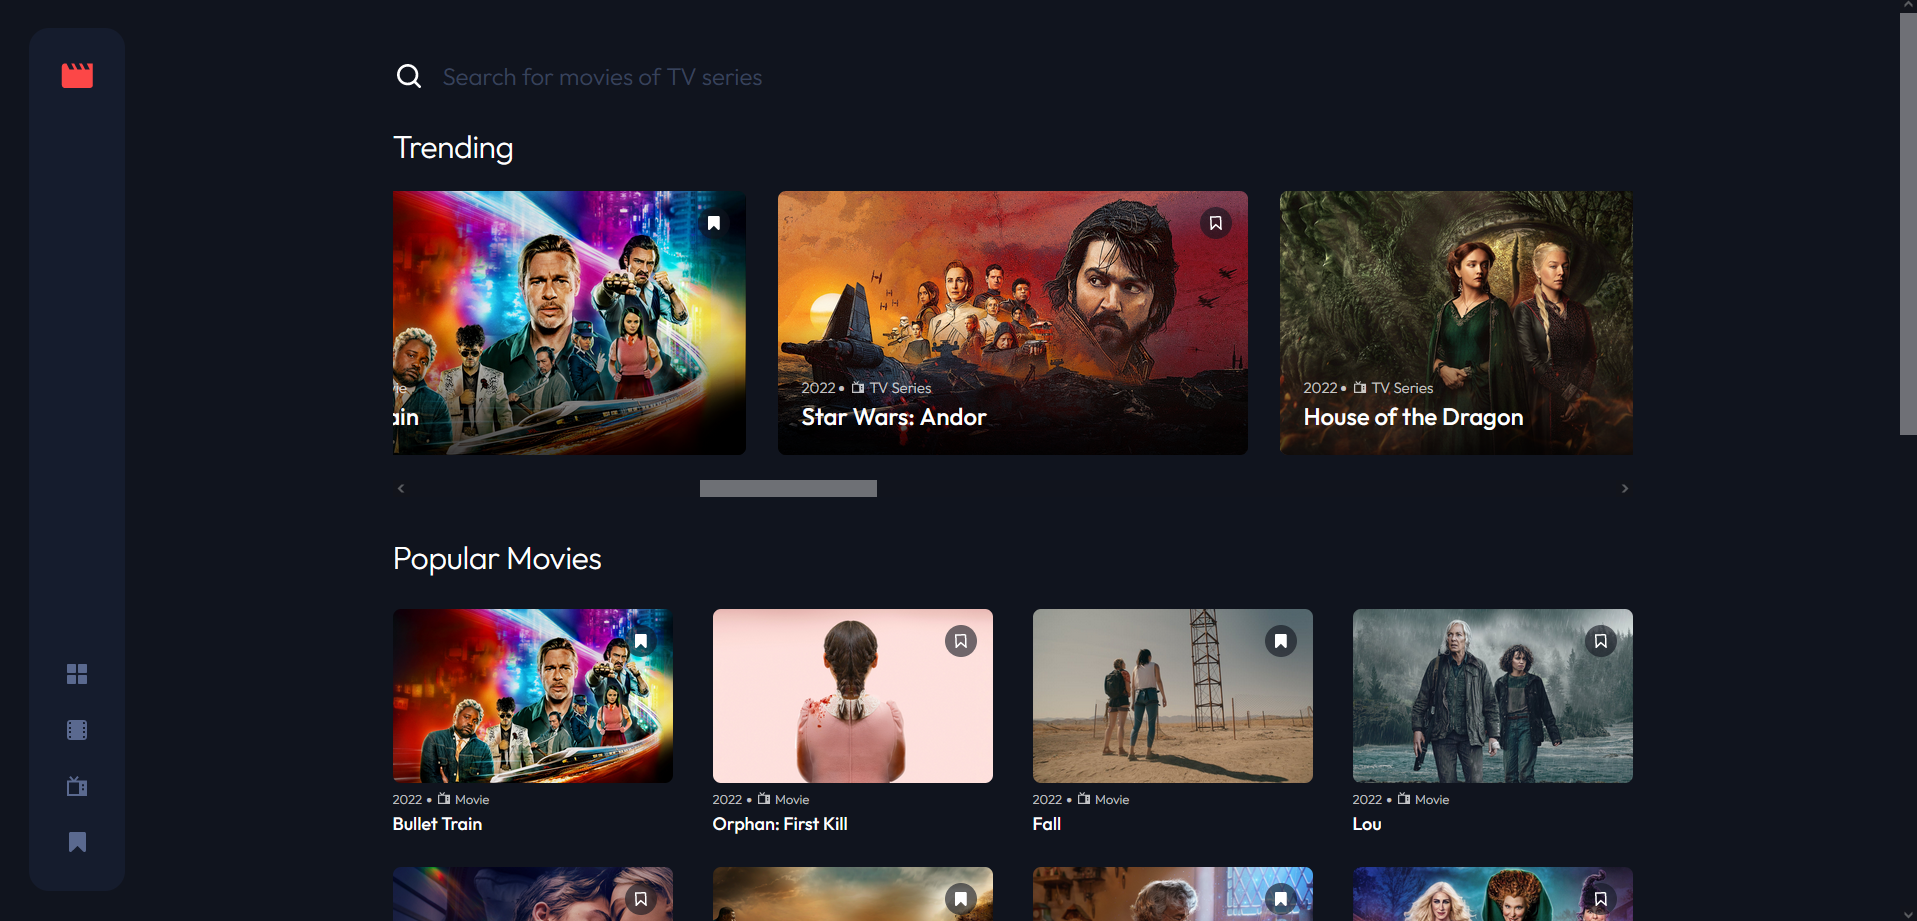 Search for movies of TV series
Trending
vie
ain
2022 • TV Series
Star Wars: Andor
2022 • TV Series
House of the Dragon
Popular Movies
2022 • Movie
Bullet Train
2022 • Movie
Orphan: First Kill
2022 • Movie
Fall
2022 • Movie
Lou